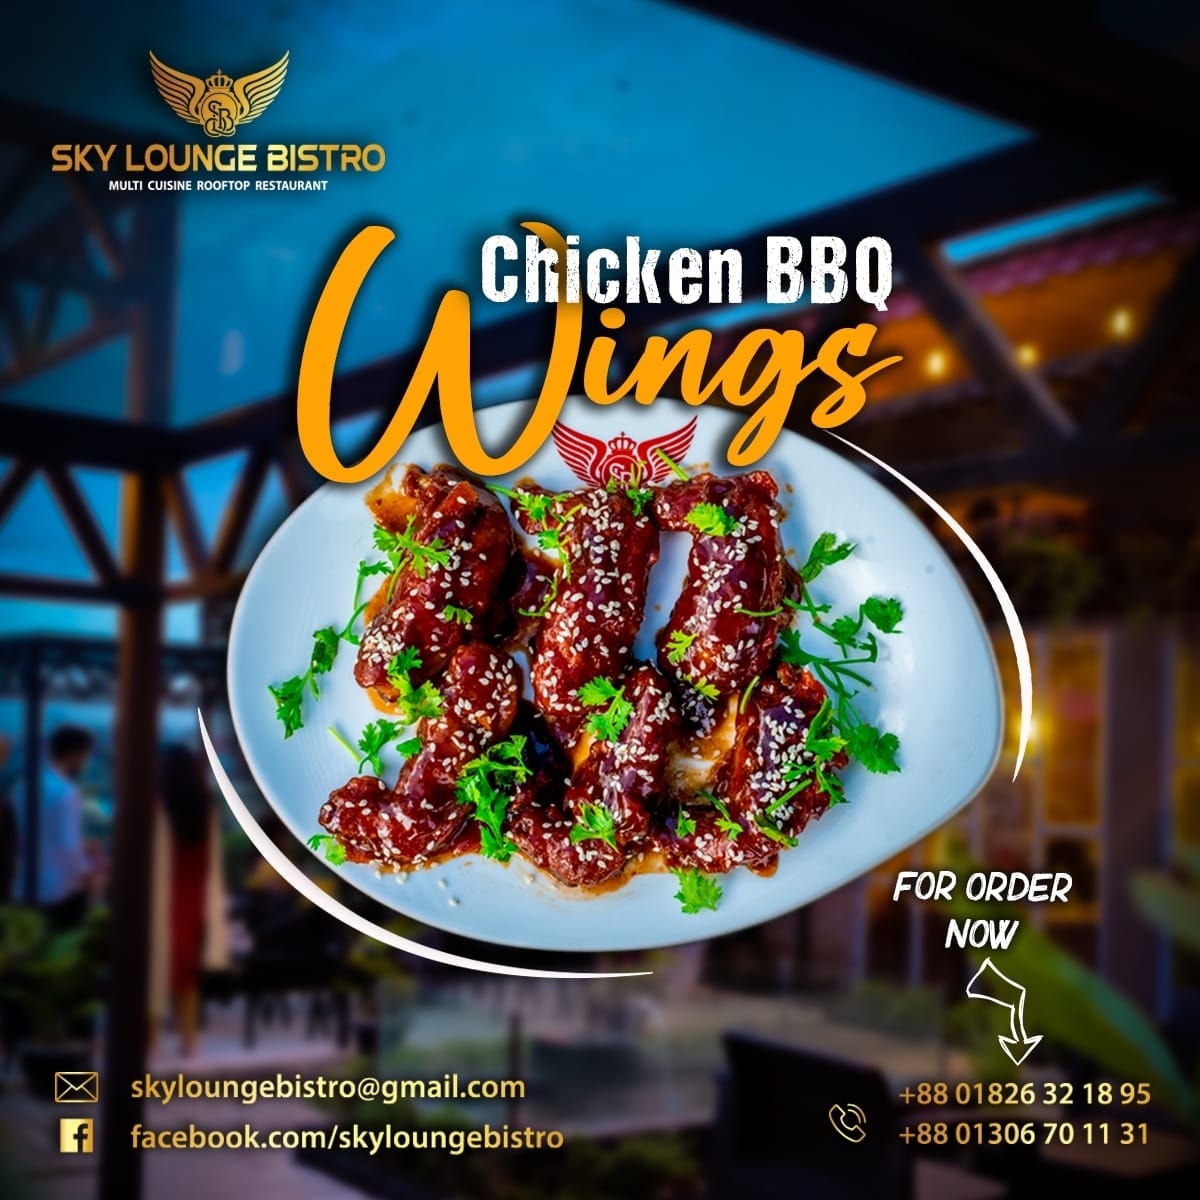 SKY LOUNGE BISTRO
MULTI CUISINE ROOFTOP RESTAURANT
Chicken BBQ
Wings
FOR ORDER
NOW
skyloungebistro@gmail.com
facebook.com/skyloungebistro
+88 01826 32 18 95
+88 01306 70 11 31